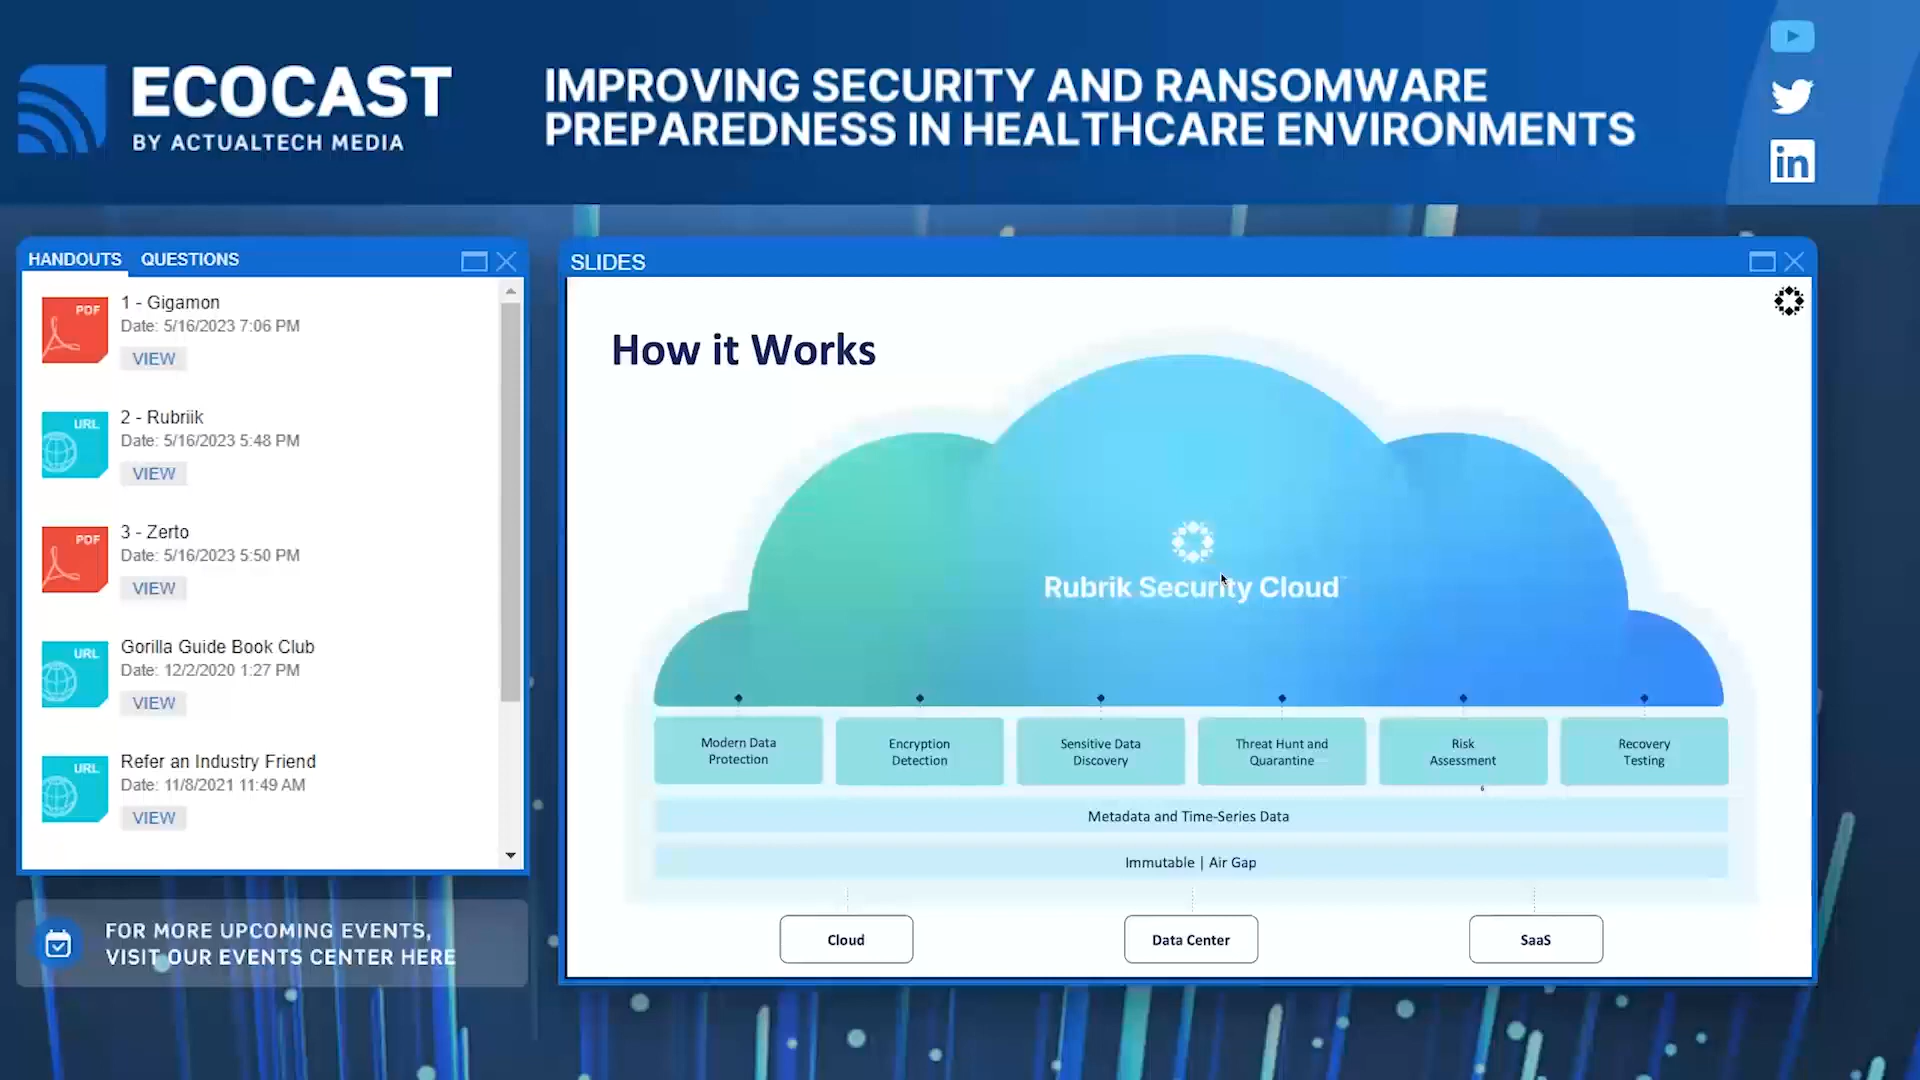 ECOCAST
BY ACTUALTECH MEDIA
IMPROVING SECURITY AND RANSOMWARE
PREPAREDNESS IN HEALTHCARE ENVIRONMENTS
in
HANDOUTS
QUESTIONS
PDF
1 - Gigamon
Date: 5/16/2023 7:06 PM
VIEW
URL
2 - Rubriik
Date: 5/16/2023 5:48 PM
VIEW
PDF
3 - Zerto
Date: 5/16/2023 5:50 PM
VIEW
URL
Gorilla Guide Book Club
Date: 12/2/2020 1:27 PM
VIEW
URL
Refer an Industry Friend
Date: 11/8/2021 11:49 AM
VIEW
FOR MORE UPCOMING EVENTS,
VISIT OUR EVENTS CENTER HERE
SLIDES
How it Works
Rubrik Security Cloud
Modern Data
Protection
Encryption
Detection
Sensitive Data
Discovery
Threat Hunt and
Quarantine
Risk
Assessment
Recovery
Testing
6
Metadata and Time-Series Data
Immutable | Air Gap
Cloud
Data Center
SaaS